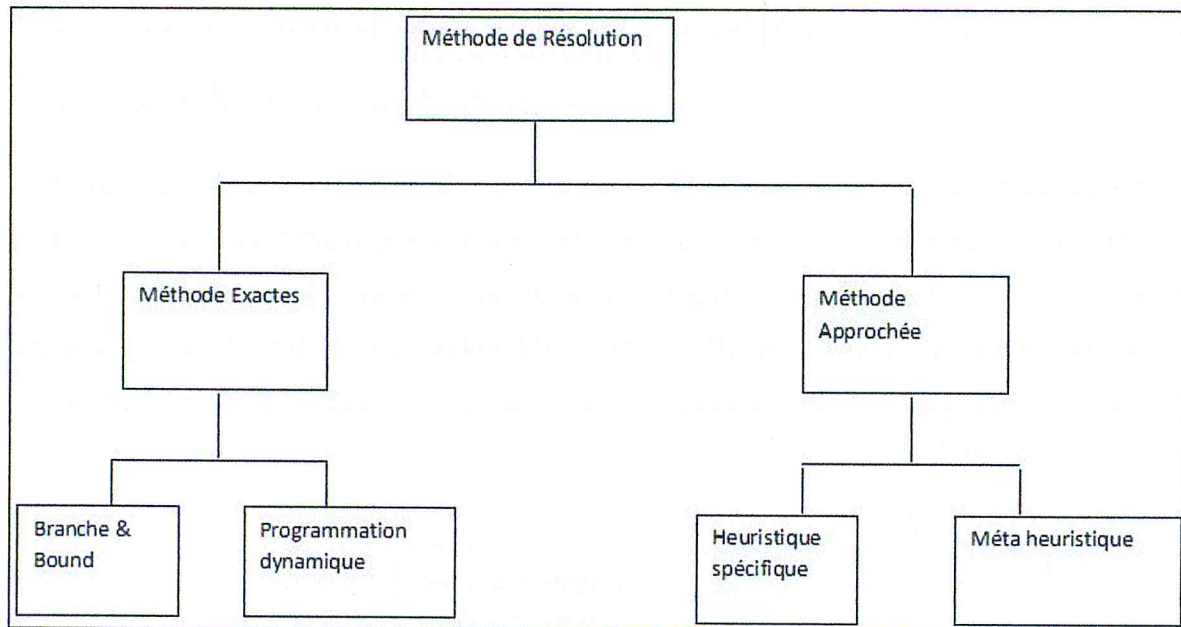 Méthode de Résolution
Méthode Exactes
Méthode
Approchée
Branche &
Bound
Programmation
dynamique
Heuristique
spécifique
Méta heuristique